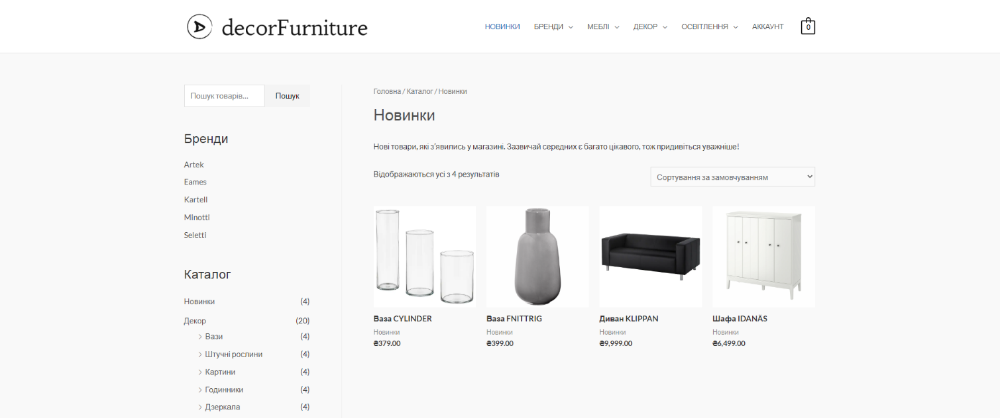 decorFurniture
НОВИНКИ БРЕНДИ МЕБЛІ ДЕКОР ОСВІТЛЕННЯ АККАУНТ 0
Пошук товарів... Пошук
Бренди
Artek
Eames
Kartell
Minotti
Seletti
Каталог
Новинки (4)
Декор (20)
Вази (4)
Штучні рослини (4)
Картини (4)
Годинники (4)
Дзеркала (4)
Головна / Каталог / Новинки
Новинки
Нові товари, які з’явились у магазині. Зазвичай середних є багато цікавого, тож придивіться уважніше!
Відображаються усі з 4 результатів
Сортування за замовчуванням
Ваза CYLINDER
Новинки
₴379.00
Ваза FNITTRIG
Новинки
₴399.00
Диван KLIPPAN
Новинки
₴9,999.00
Шафа IDANÄS
Новинки
₴6,499.00